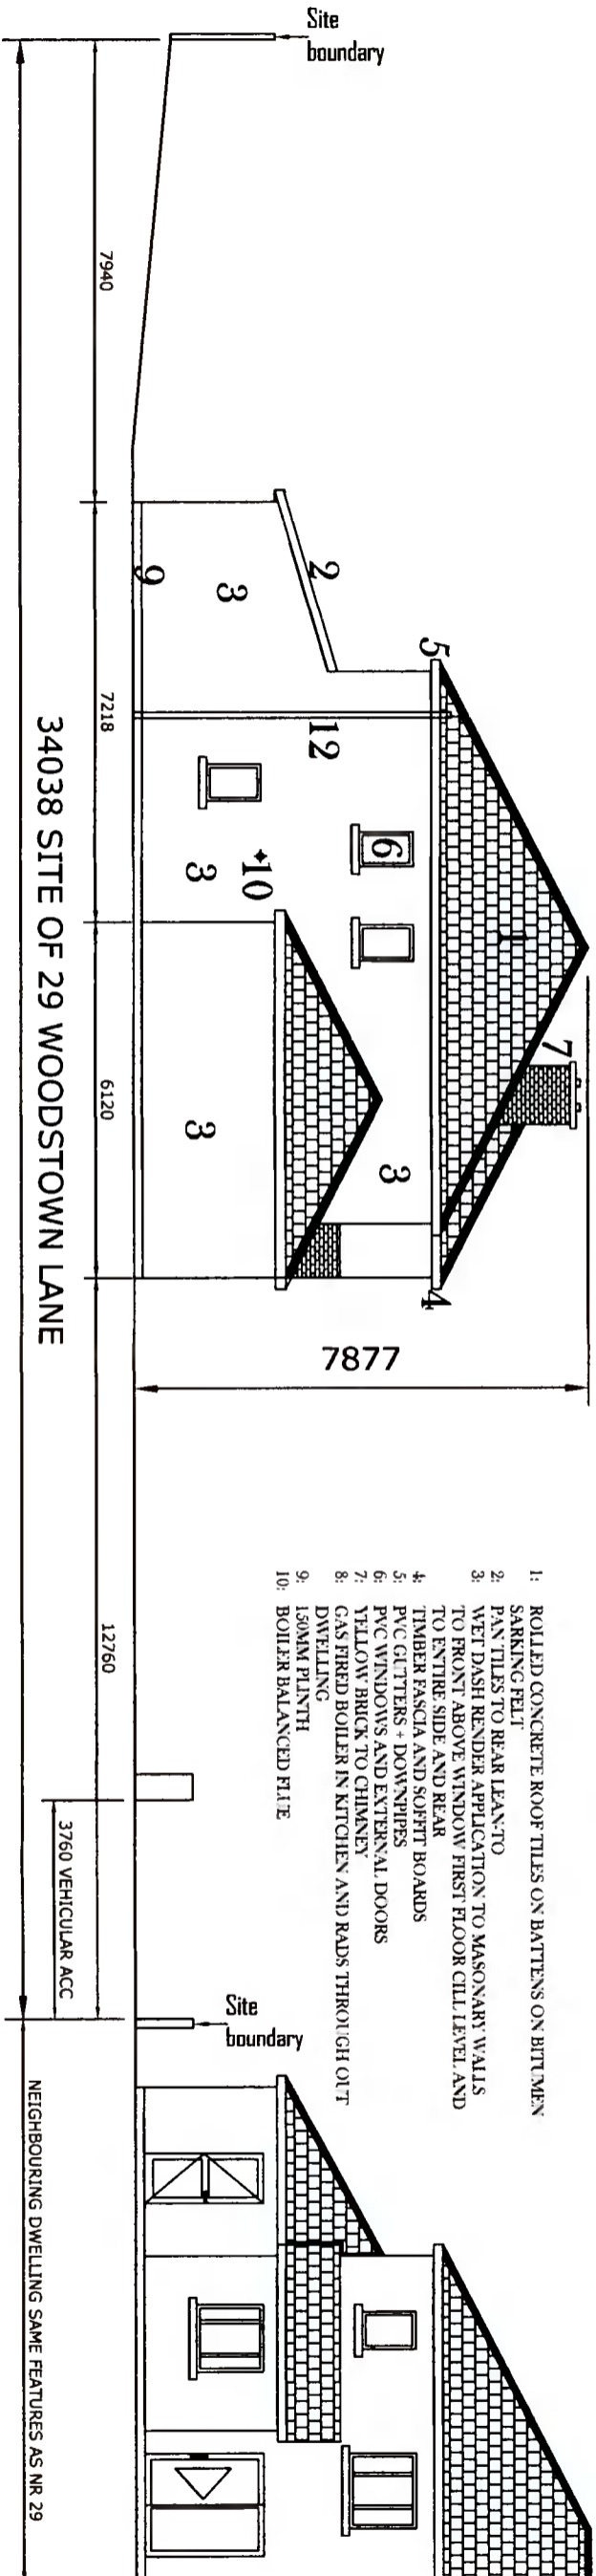 Site
boundary
2
5
12
6
10
3
9
3
1
7
3
3
4
7877
1: ROLLED CONCRETE ROOF TILES ON BATTENS ON BITUMEN
SARKING FELT
2: PAN TILES TO REAR LEAN-TO
3: WET DASH RENDER APPLICATION TO MASONARY WALLS
TO FRONT ABOVE WINDOW FIRST FLOOR CILL LEVEL AND
TO ENTIRE SIDE AND REAR
4: TIMBER FASCIA AND SOFFIT BOARDS
5: PVC GUTTERS + DOWNPIPES
6: PVC WINDOWS AND EXTERNAL DOORS
7: YELLOW BRICK TO CHIMNEY
8: GAS FIRED BOILER IN KITCHEN AND RADS THROUGH OUT
DWELLING
9: 150MM PLINTH
10: BOILER BALANCED FLUE
Site
boundary
7940
7218
6120
12760
3760 VEHICULAR ACC
34038 SITE OF 29 WOODSTOWN LANE
NEIGHBOURING DWELLING SAME FEATURES AS NR 29